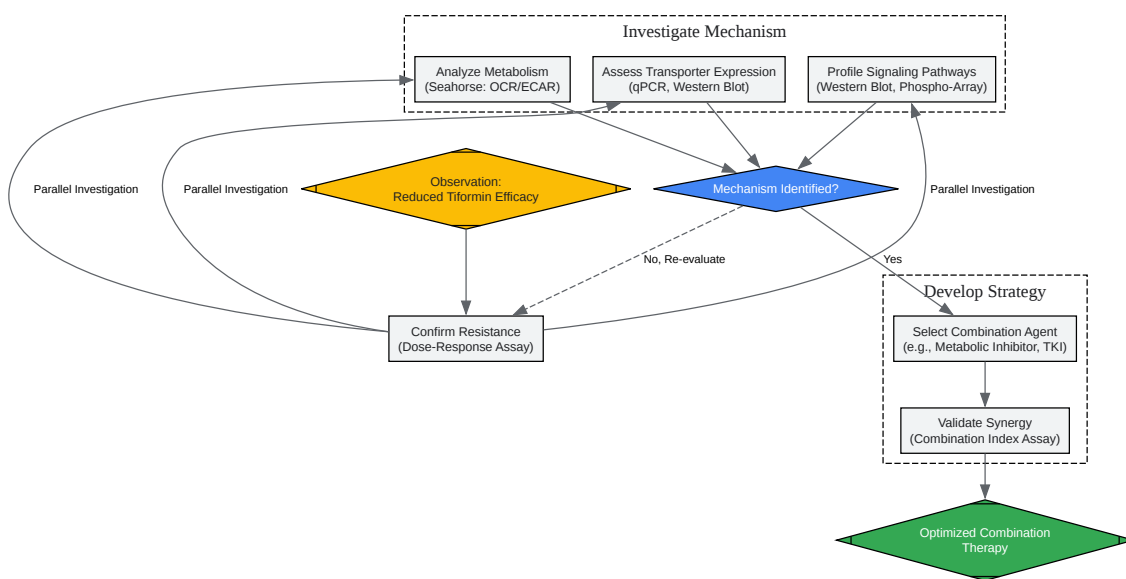 Investigate Mechanism
Analyze Metabolism
(Seahorse: OCR/ECAR)
Assess Transporter Expression
(qPCR, Western Blot)
Profile Signaling Pathways
(Western Blot, Phospho-Array)
Parallel Investigation
Parallel Investigation
Observation:
Reduced Tiformin Efficacy
Mechanism Identified?
Parallel Investigation
No, Re-evaluate
Yes
Develop Strategy
Confirm Resistance
(Dose-Response Assay)
Select Combination Agent
(e.g., Metabolic Inhibitor, TKI)
Validate Synergy
(Combination Index Assay)
Optimized Combination
Therapy